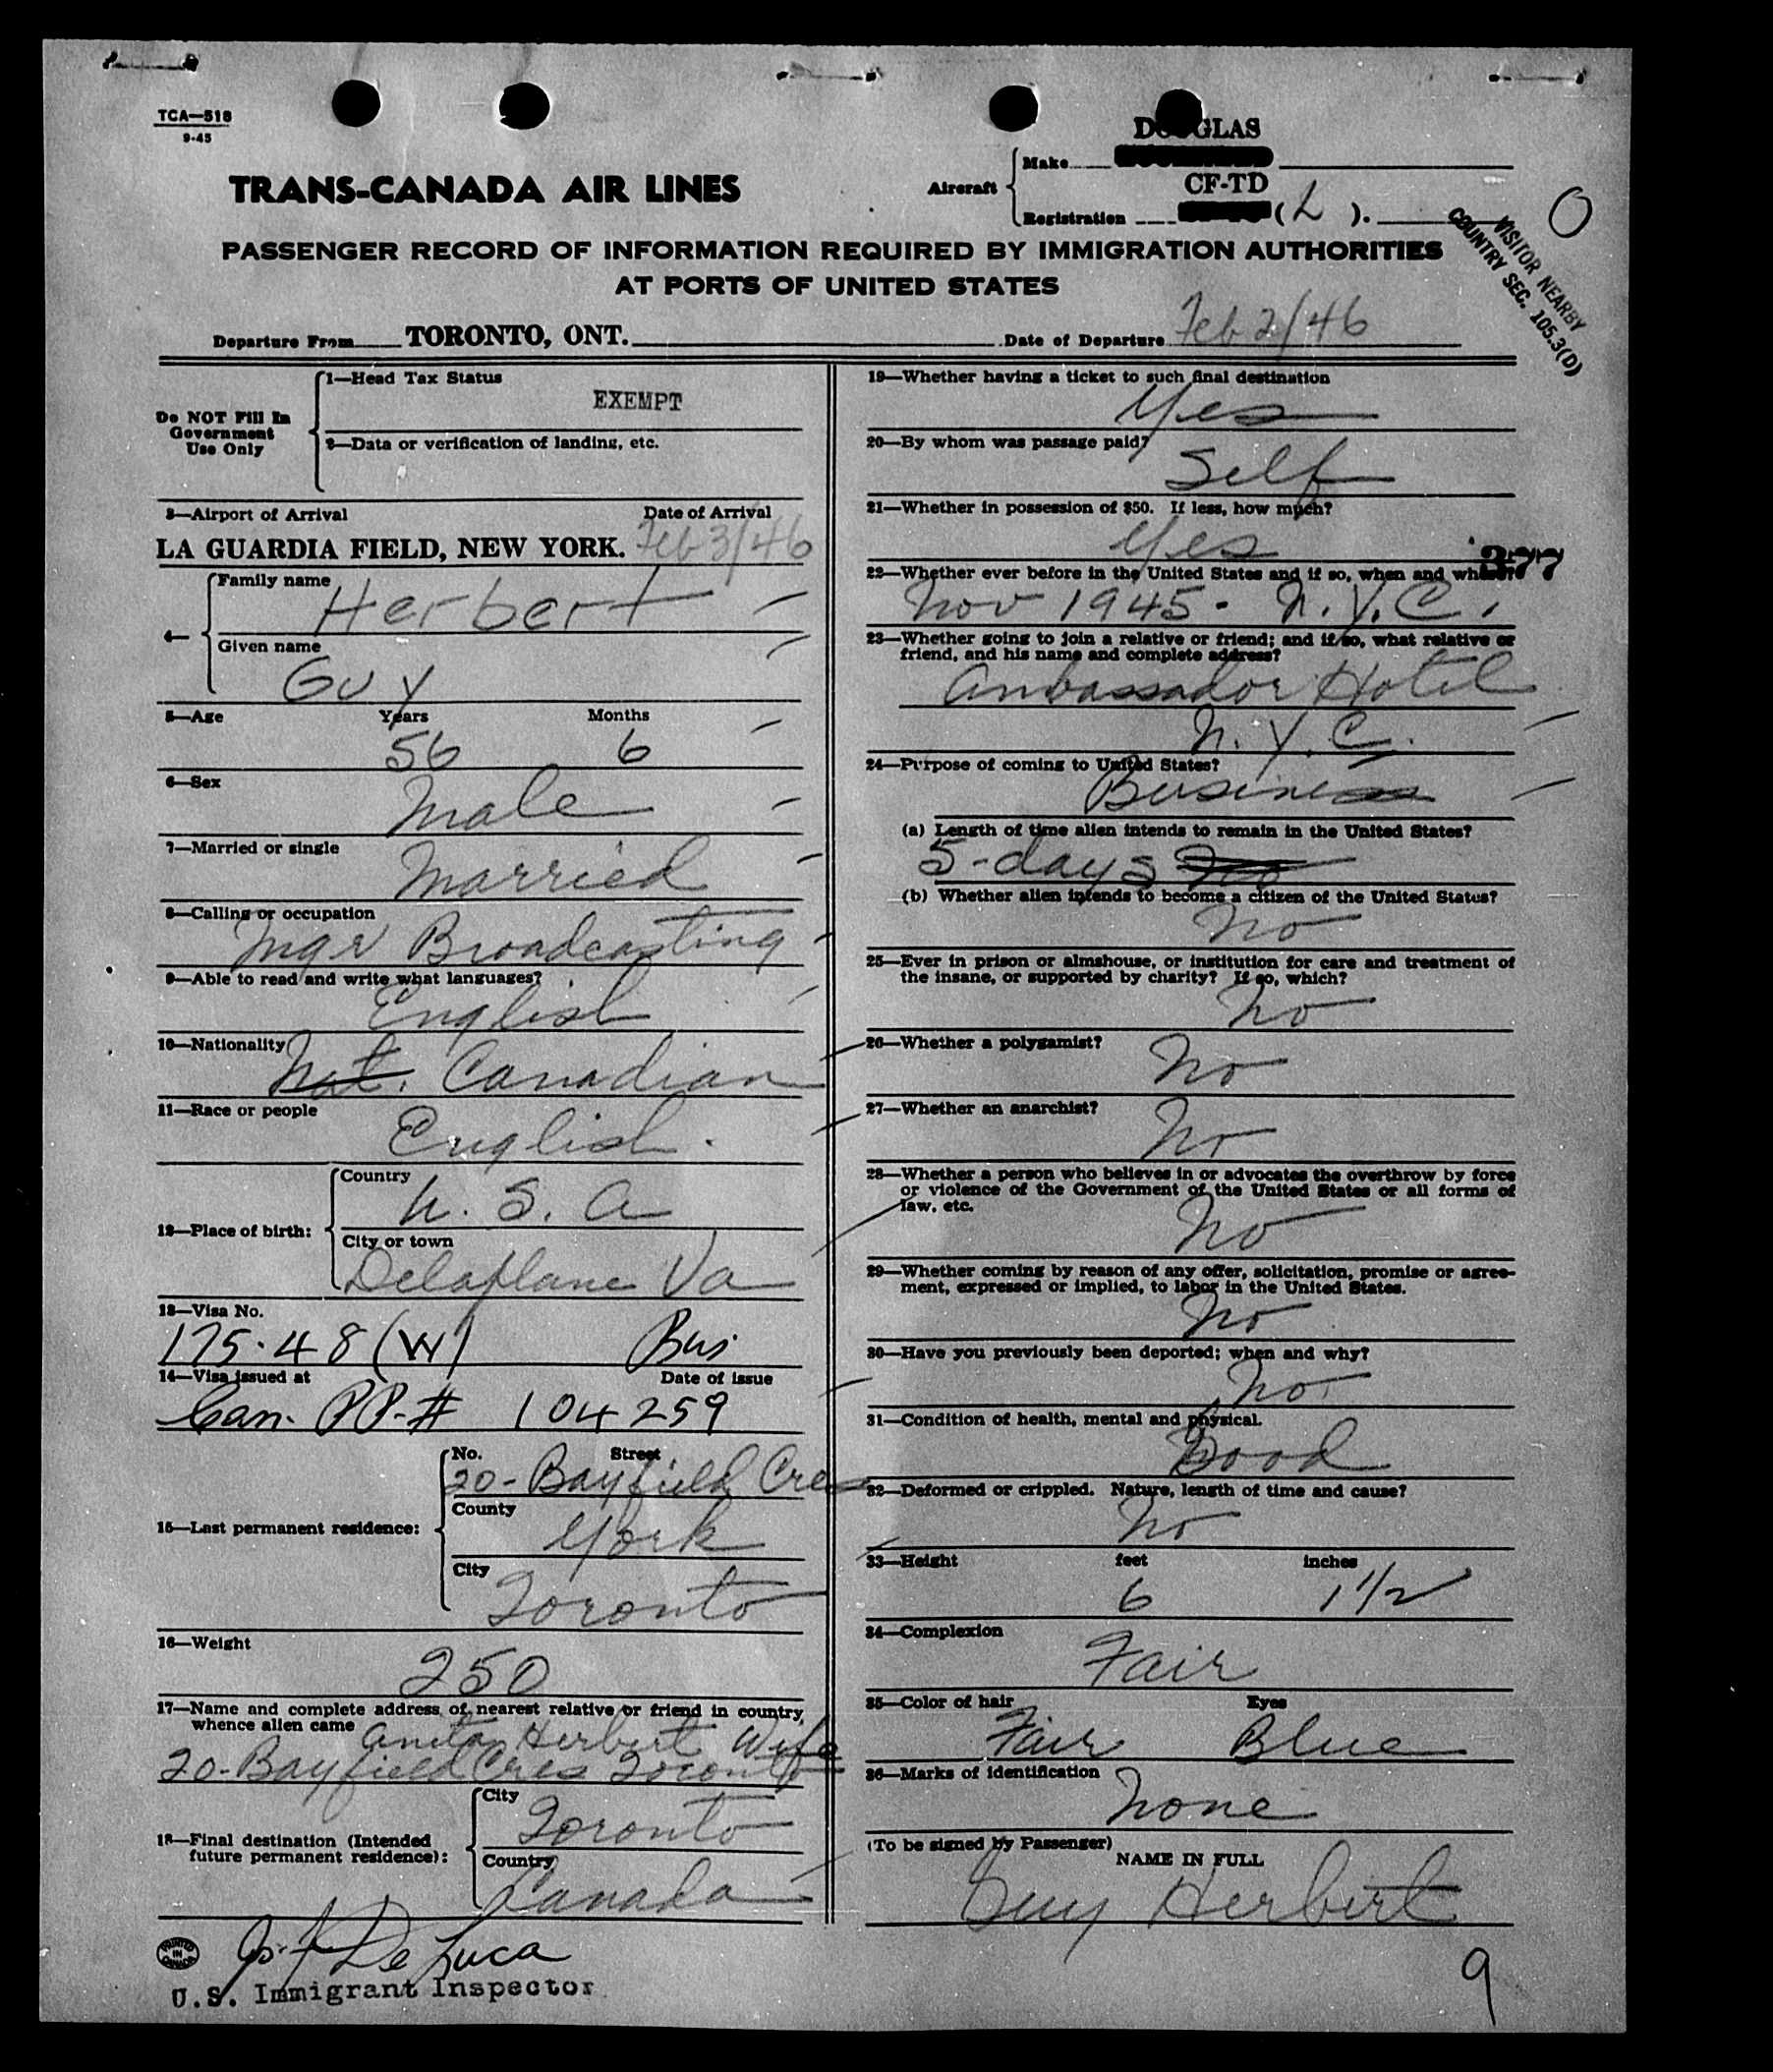 TCA—518
9-45
DOUGLAS
Make
TRANS-CANADA AIR LINES
Aircraft
CF-TD
Registration (L).
O
VISITOR NEARBY
COUNTRY SEC. 105.3(D)
PASSENGER RECORD OF INFORMATION REQUIRED BY IMMIGRATION AUTHORITIES
AT PORTS OF UNITED STATES
Departure From TORONTO, ONT. Date of Departure Feb 2/46
Do NOT Fill In
Government
Use Only
1—Head Tax Status
EXEMPT
2—Data or verification of landing, etc.
3—Airport of Arrival Date of Arrival
LA GUARDIA FIELD, NEW YORK. Feb 3/46
4— Family name
Herbert
Given name
Guy
5—Age Years Months
56 6
6—Sex
Male
7—Married or single
Married
8—Calling or occupation
Mgr Broadcasting
9—Able to read and write what languages?
English
10—Nationality
Nat. Canadian
11—Race or people
English.
12—Place of birth:
Country
U. S. A
City or town
Delaplane Va
13—Visa No.
175.48 (W) Bus
14—Visa issued at Date of issue
Can. PP-# 104259
15—Last permanent residence:
No. Street
20-Bayfield Cres
County
York
City
Toronto
16—Weight
250
17—Name and complete address of nearest relative or friend in country
whence alien came Anita Herbert Wife
20-Bayfield Cres Toronto
18—Final destination (Intended
future permanent residence):
City
Toronto
Country
Canada
De Luca
U.S. Immigrant Inspector
PRINTED IN CANADA
19—Whether having a ticket to such final destination
Yes
20—By whom was passage paid?
Self
21—Whether in possession of $50. If less, how much?
Yes
377
22—Whether ever before in the United States and if so, when and where?
Nov 1945- N.Y.C.
23—Whether going to join a relative or friend; and if so, what relative or
friend, and his name and complete address?
Ambassador Hotel
N.Y.C.
24—Purpose of coming to United States?
Business
(a) Length of time alien intends to remain in the United States?
5-days No
(b) Whether alien intends to become a citizen of the United States?
No
25—Ever in prison or almshouse, or institution for care and treatment of
the insane, or supported by charity? If so, which?
No
26—Whether a polygamist?
No
27—Whether an anarchist?
No
28—Whether a person who believes in or advocates the overthrow by force
or violence of the Government of the United States or all forms of
law, etc.
No
29—Whether coming by reason of any offer, solicitation, promise or agree-
ment, expressed or implied, to labor in the United States.
No
30—Have you previously been deported; when and why?
No
31—Condition of health, mental and physical.
Good
32—Deformed or crippled. Nature, length of time and cause?
No
33—Height feet inches
6 1 1/2
34—Complexion
Fair
35—Color of hair Eyes
Fair Blue
36—Marks of identification
None
(To be signed by Passenger)
NAME IN FULL
Guy Herbert
9